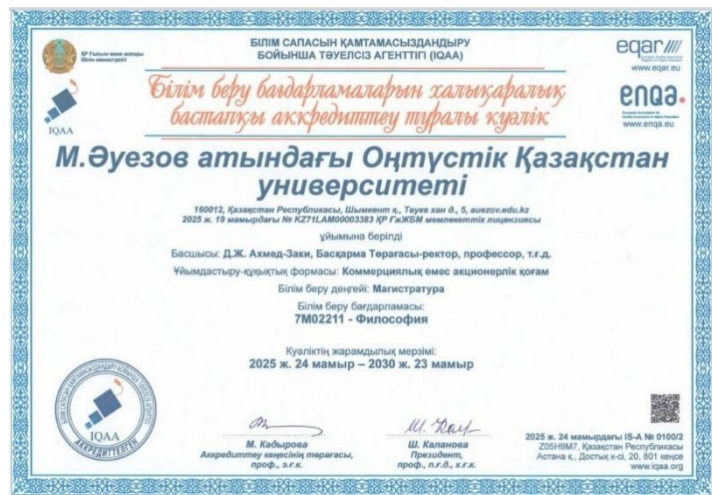 ҚР Ғылым және жоғары
білім министрлігі
БІЛІМ САПАСЫН ҚАМТАМАСЫЗДАНДЫРУ
БОЙЫНША ТӘУЕЛСІЗ АГЕНТТІГІ (IQAA)
eqar
www.eqar.eu
IQAA
Білім беру бағдарламаларын халықаралық
бастапқы аккредиттеу туралы куәлік
enqa.
www.enqa.eu
М.Әуезов атындағы Оңтүстік Қазақстан
университеті
160012, Қазақстан Республикасы, Шымкент қ., Тауке хан д., 5, auezov.edu.kz
2025 ж. 19 мамырдағы № KZ71LAM00003383 ҚР ҒжЖБМ мемлекеттік лицензиясы
ұйымына берілді
Басшысы: Д.Ж. Ахмед-Заки, Басқарма Төрағасы-ректор, профессор, т.ғ.д.
Ұйымдастыру-құқықтық формасы: Коммерциялық емес акционерлік қоғам
Білім беру деңгейі: Магистратура
Білім беру бағдарламасы:
7M02211 - Философия
Куәліктің жарамдылық мерзімі:
2025 ж. 24 мамыр – 2030 ж. 23 мамыр
IQAA
АККРЕДИТТЕЛГЕН
М. Кадырова
Аккредиттеу кеңесінің төрағасы,
проф., э.ғ.к.
Ш. Каланова
Президент,
проф., п.ғ.д., х.ғ.к.
2025 ж. 24 мамырдағы IS-A № 0100/2
Z05H9M7, Қазақстан Республикасы
Астана қ., Достық к-сі, 20, 801 кеңсе
www.iqaa.org